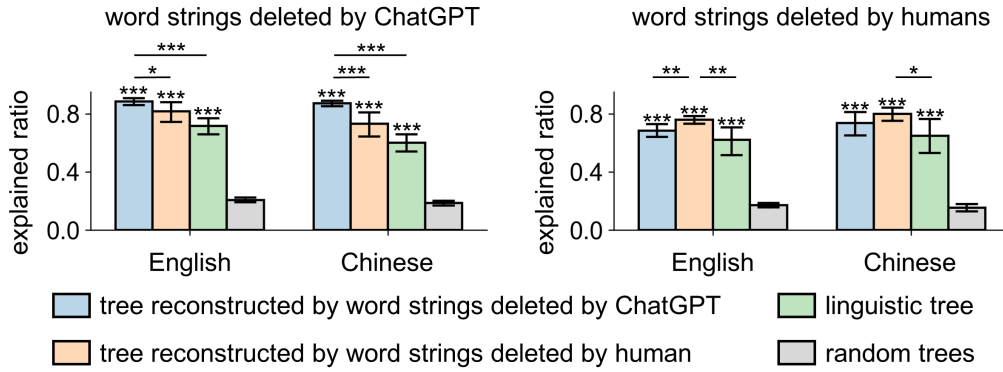 word strings deleted by ChatGPT
word strings deleted by humans
***
***
*
***
***
***
***
***
***
***
explained ratio
0.8
0.4
0.0
English
Chinese
**
**
*
***
***
***
***
***
***
explained ratio
0.8
0.4
0.0
English
Chinese
tree reconstructed by word strings deleted by ChatGPT
linguistic tree
tree reconstructed by word strings deleted by human
random trees